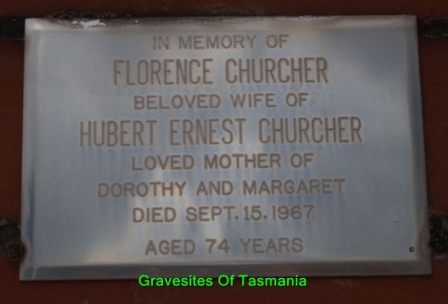 IN MEMORY OF
FLORENCE CHURCHER
BELOVED WIFE OF
HUBERT ERNEST CHURCHER
LOVED MOTHER OF
DOROTHY AND MARGARET
DIED SEPT. 15. 1967
AGED 74 YEARS
©
Gravesites Of Tasmania